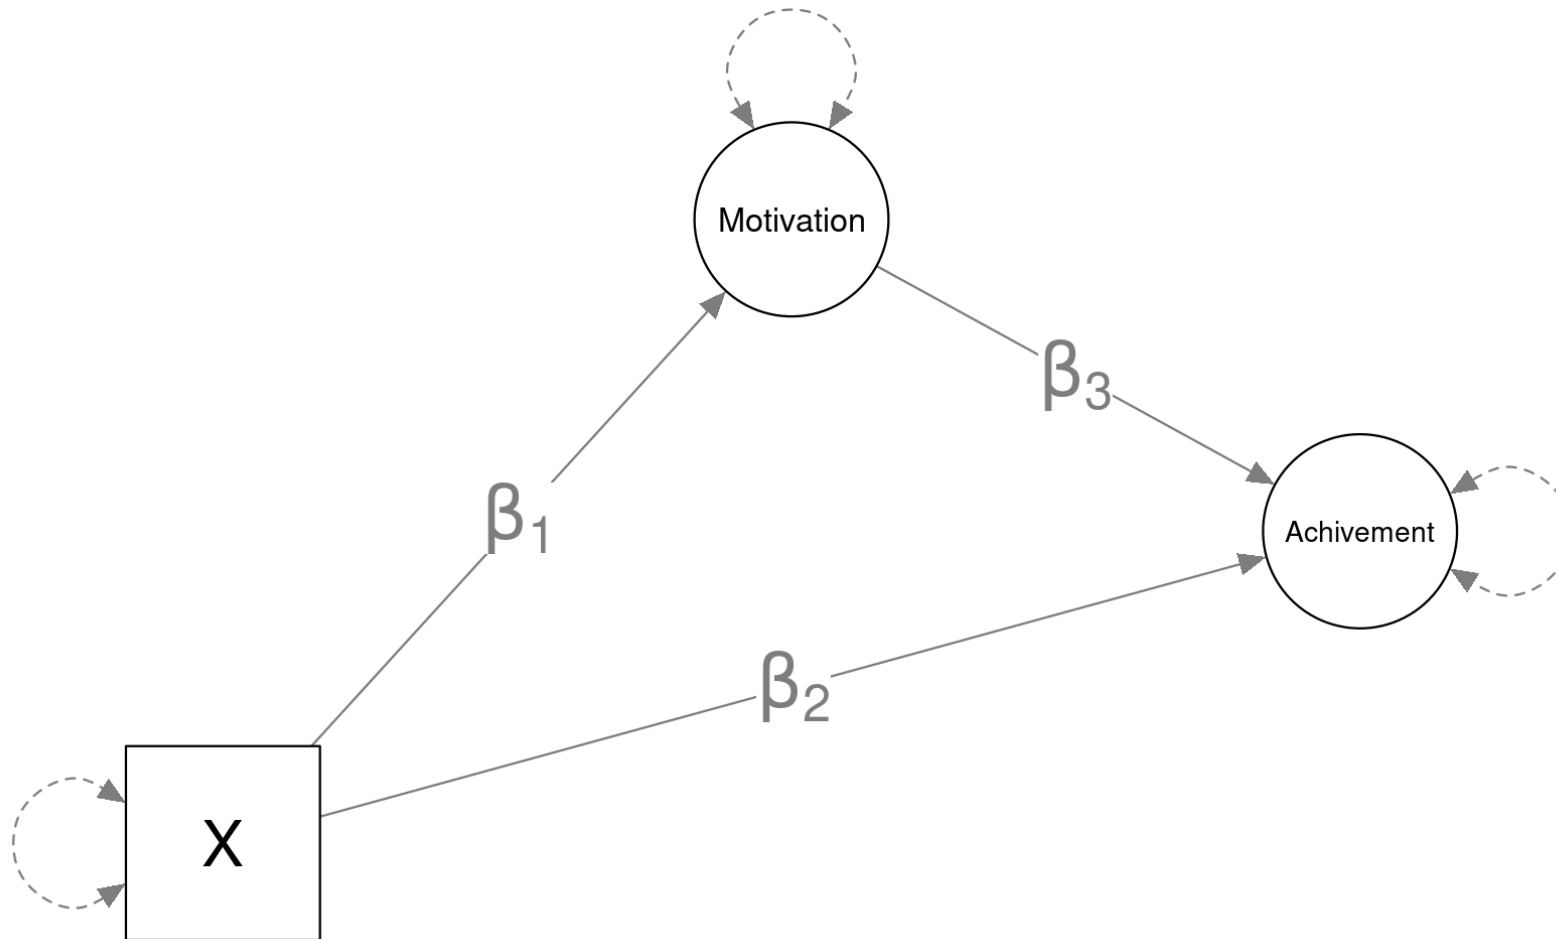 Motivation
β3
Achivement
β1
β2
X